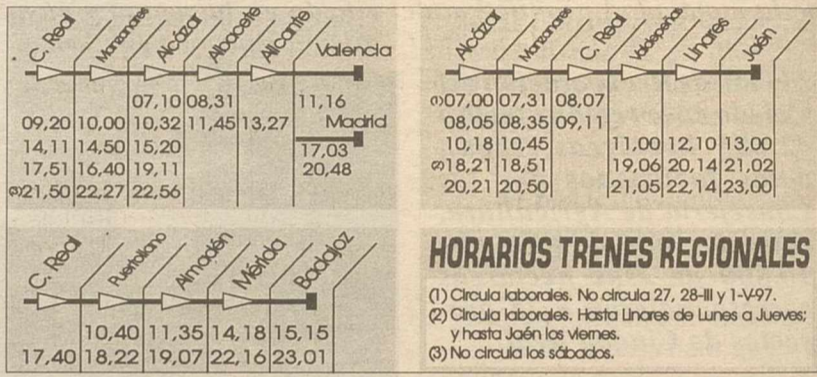 C. Real Manzanares Alcázar Albacete Alicante Valencia
07,10 08,31 11,16
09,20 10,00 10,32 11,45 13,27 Madrid
14,11 14,50 15,20 17,03
17,51 16,40 19,11 20,48
21,50 22,27 22,56
Alcázar Manzanares C. Real Valdepeñas Linares Jaén
07,00 07,31 08,07
08,05 08,35 09,11
10,18 10,45 11,00 12,10 13,00
18,21 18,51 19,06 20,14 21,02
20,21 20,50 21,05 22,14 23,00
C. Real Puertollano Almadén Mérida Badajoz
10,40 11,35 14,18 15,15
17,40 18,22 19,07 22,16 23,01
HORARIOS TRENES REGIONALES
(1) Circula laborales. No circula 27, 28-III y 1-V-97.
(2) Circula laborales. Hasta Linares de Lunes a Jueves;
y hasta Jaén los viernes.
(3) No circula los sábados.